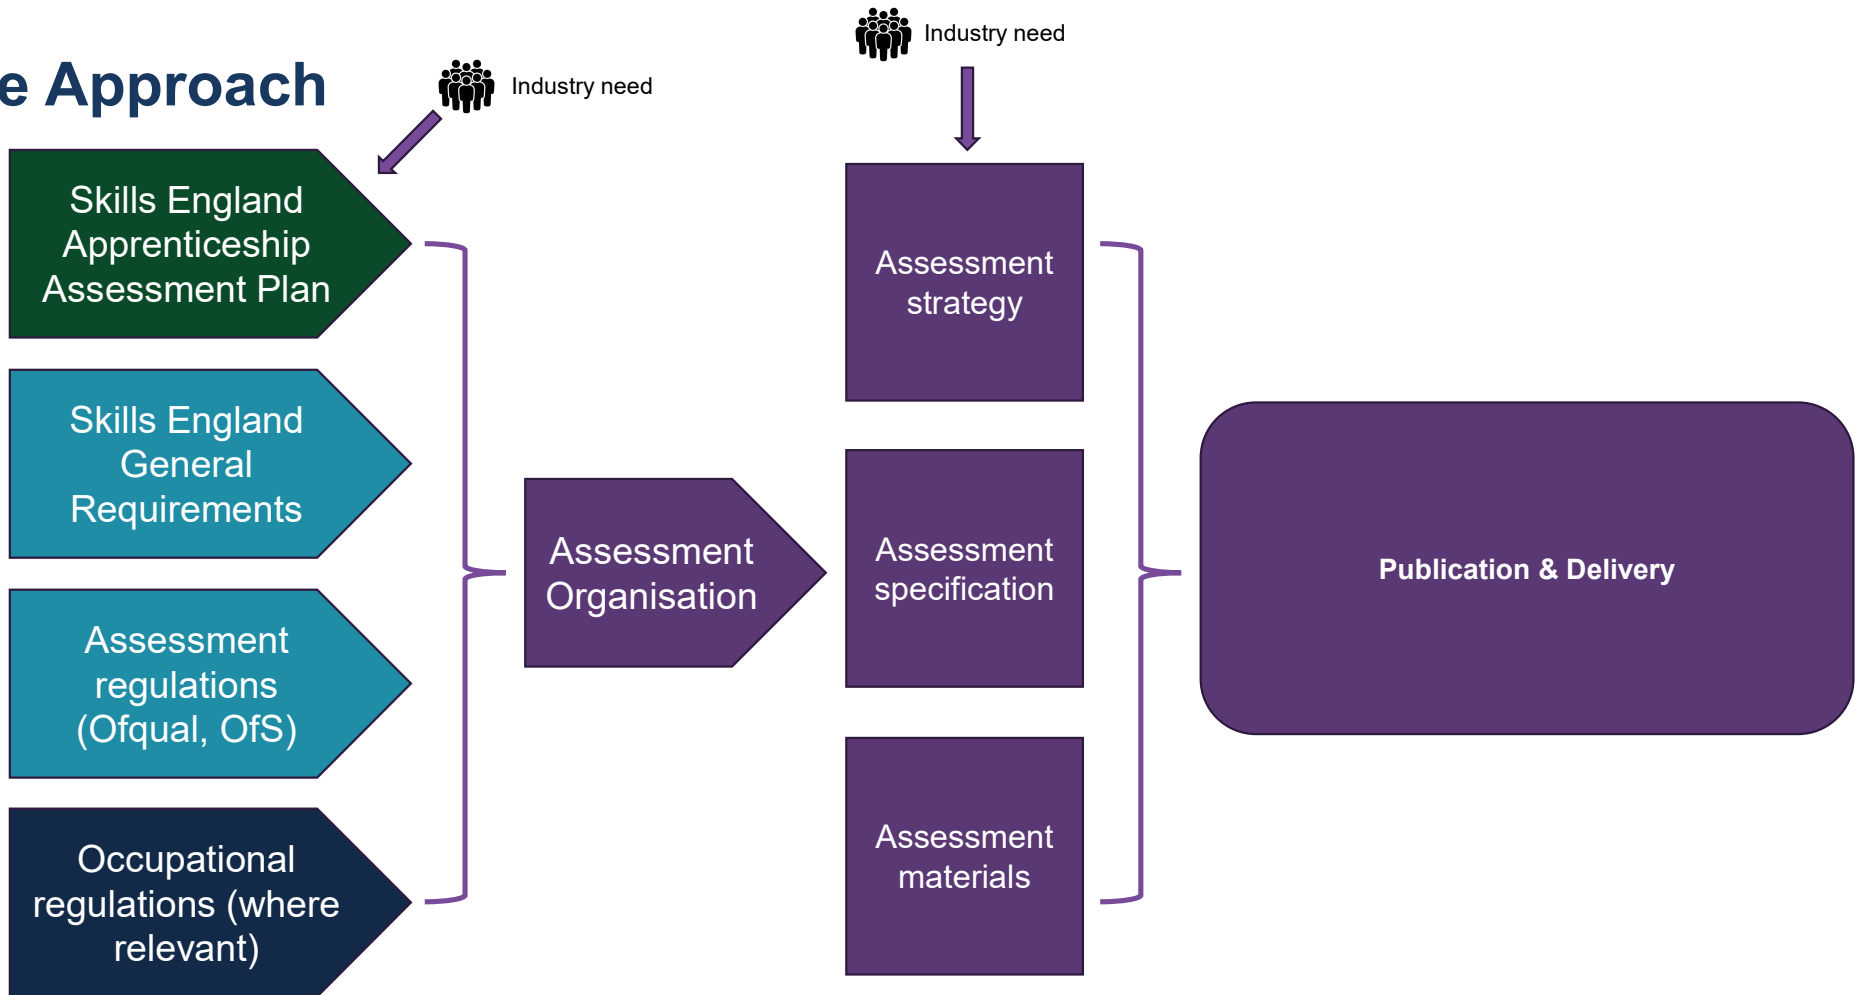 e Approach
Industry need
Industry need
Skills England
Apprenticeship
Assessment Plan
Skills England
General
Requirements
Assessment
regulations
(Ofqual, OfS)
Occupational
regulations (where
relevant)
Assessment
Organisation
Assessment
strategy
Assessment
specification
Assessment
materials
Publication & Delivery